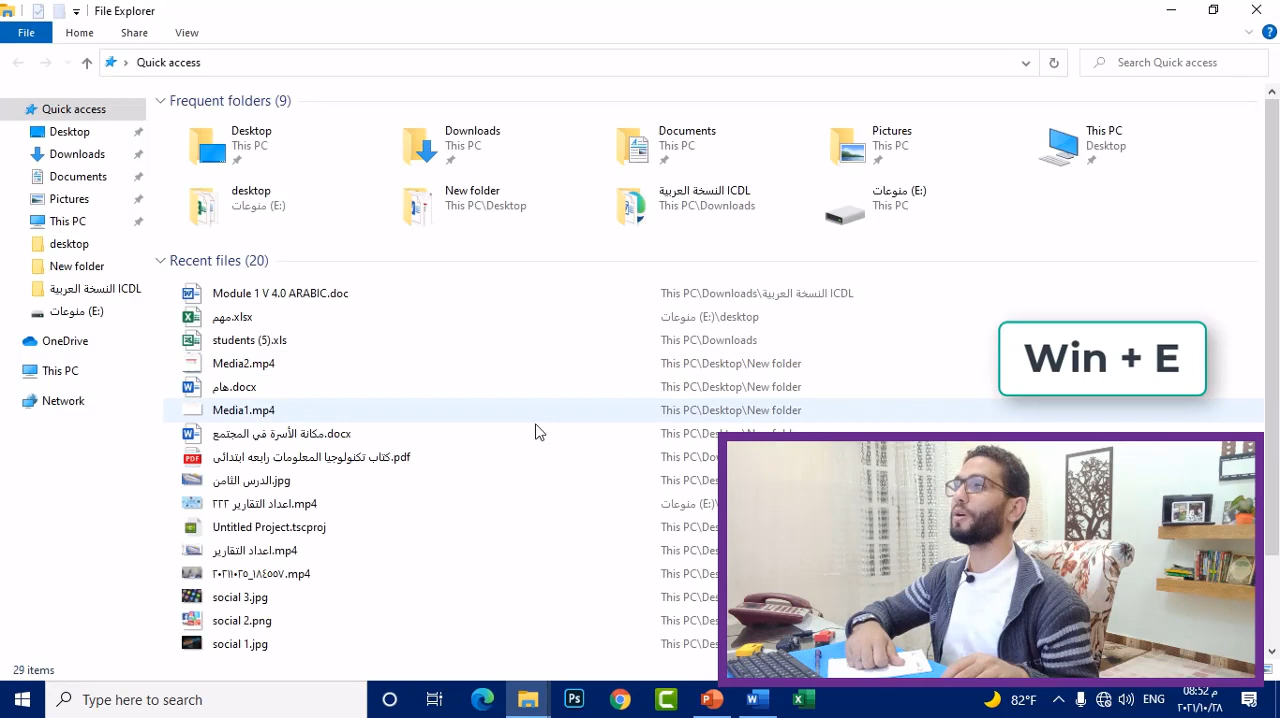 File Explorer
File Home Share View
Quick access
Search Quick access
Quick access
Desktop
Downloads
Documents
Pictures
This PC
desktop
New folder
النسخة العربية ICDL
منوعات (E:)
OneDrive
This PC
Network
Frequent folders (9)
Desktop
This PC
Downloads
This PC
Documents
This PC
Pictures
This PC
This PC
Desktop
desktop
منوعات (E:)
New folder
This PC\Desktop
النسخة العربية ICDL
This PC\Downloads
منوعات (E:)
This PC
Recent files (20)
Module 1 V 4.0 ARABIC.doc This PC\Downloads\النسخة العربية ICDL
مهم.xlsx منوعات (E:)\desktop
students (5).xls This PC\Downloads
Media2.mp4 This PC\Desktop\New folder
هام.docx This PC\Desktop\New folder
Media1.mp4 This PC\Desktop\New folder
مكانة الأسرة في المجتمع.docx
كتاب تكنولوجيا المعلومات رابعه ابتدائي.pdf
الدرس الثامن.jpg
اعداد التقارير ٢٢٢.mp4
Untitled Project.tscproj
اعداد التقارير.mp4
٢٠٢١١٠٢٥_١٨٤٥٥٧.mp4
social 3.jpg
social 2.png
social 1.jpg
Win + E
29 items
Type here to search
82°F
ENG
08:52 م
٢٠٢١/١٠/٢٨